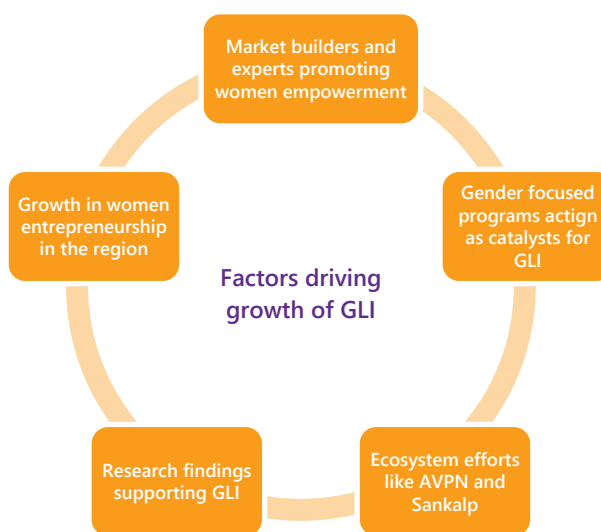 Market builders and
experts promoting
women empowerment
Gender focused
programs actign
as catalysts for
GLI
Ecosystem efforts
like AVPN and
Sankalp
Research findings
supporting GLI
Growth in women
entrepreneurship
in the region
Factors driving
growth of GLI